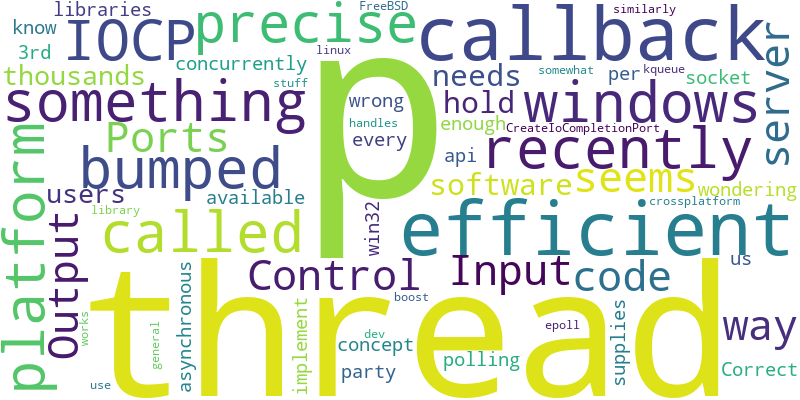 libraries
FreeBSD
similarly
know
IOCP
precise
callback
3rd
concurrently
linux
somewhat
kqueue
thousands
stuff
needs
per
socket
server
something
p
wrong
hold
windows
handles
enough
CreateIoCompletionPort
Ports
every
api
recently
platform
bumped
software
seems
wondering
users
available
crossplatform
library
called
win32
efficient
us
Output
Control
Input
code
asynchronous
thread
boost
way
works
general
implement
dev
epoll
supplies
concept
polling
party
Correct
use